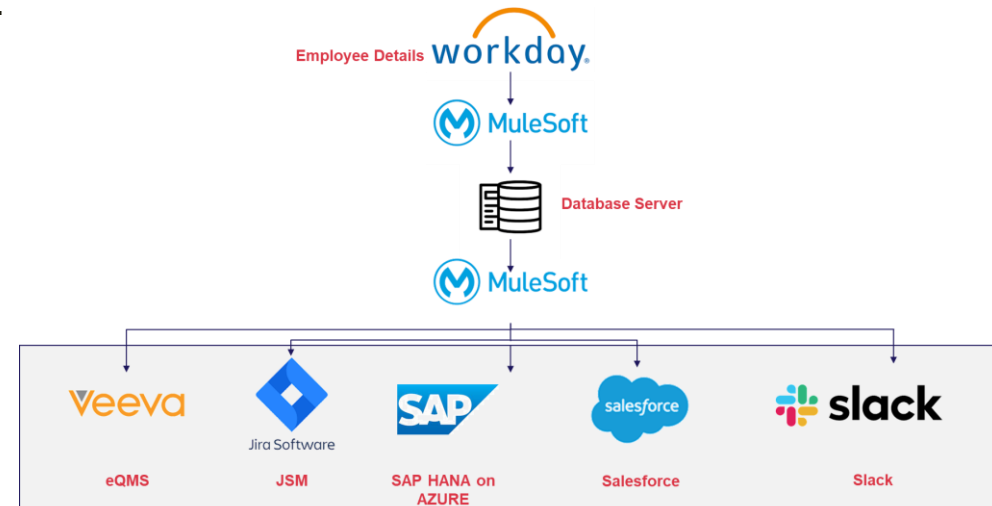 Employee Details workday.
MuleSoft
Database Server
MuleSoft
Veeva
salesforce
slack
SAP
Jira Software
eQMS
JSM
SAP HANA on
AZURE
Salesforce
Slack